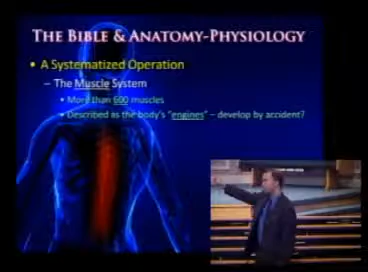 THE BIBLE & ANATOMY-PHYSIOLOGY
• A Systematized Operation
– The Muscle System
• More than 600 muscles
• Described as the body's "engines" – develop by accident?